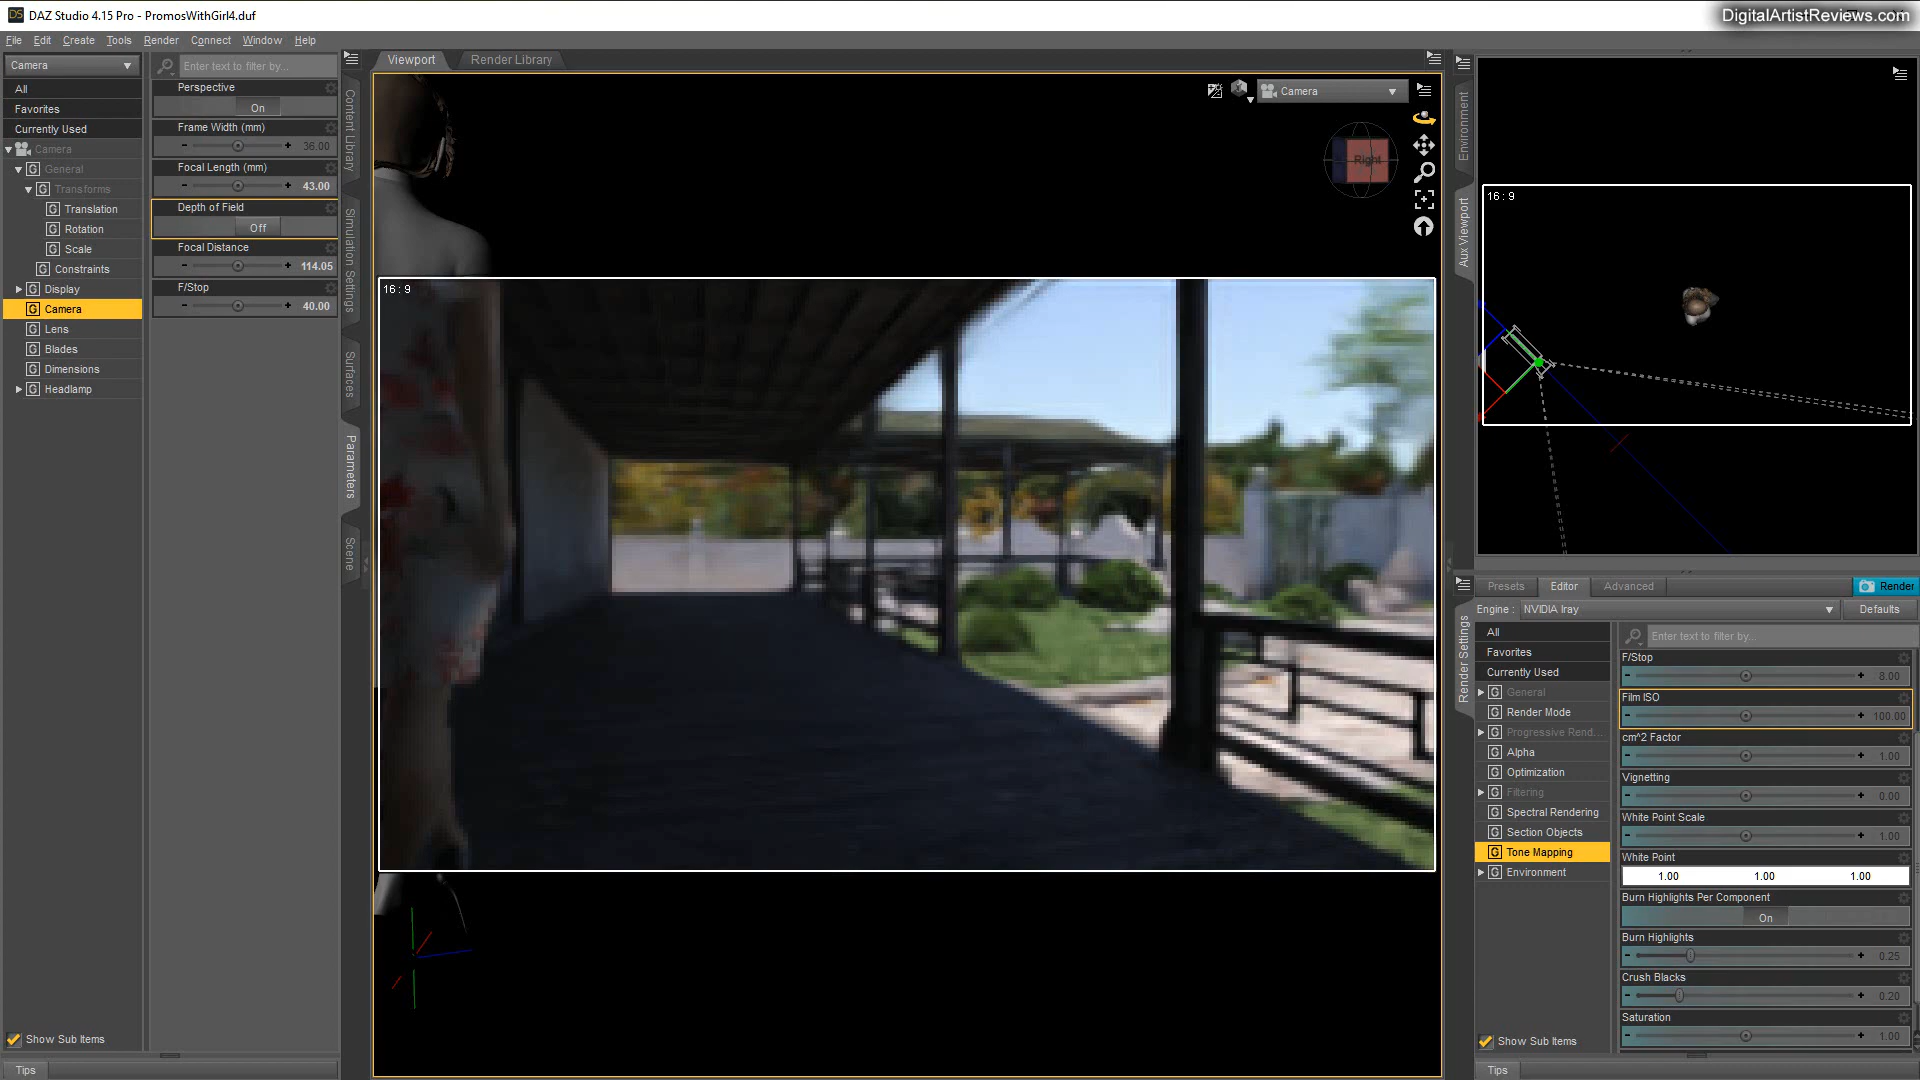 DAZ Studio 4.15 Pro - PromosWithGirl4.duf
DigitalArtistReviews.com
File Edit Create Tools Render Connect Window Help
Camera
All
Favorites
Currently Used
Camera
General
Transforms
Translation
Rotation
Scale
Constraints
Display
Camera
Lens
Blades
Dimensions
Headlamp
Show Sub Items
Tips
Enter text to filter by...
Perspective
On
Frame Width (mm)
36.00
Focal Length (mm)
43.00
Depth of Field
Off
Focal Distance
114.05
F/Stop
40.00
Content Library
Simulation Settings
Surfaces
Parameters
Scene
Viewport Render Library
Camera
Right
16 : 9
Environment
Aux Viewport
16 : 9
Render Settings
Presets Editor Advanced Render
Engine : NVIDIA Iray Defaults
All
Favorites
Currently Used
General
Render Mode
Progressive Rend...
Alpha
Optimization
Filtering
Spectral Rendering
Section Objects
Tone Mapping
Environment
Show Sub Items
Tips
Enter text to filter by...
F/Stop
8.00
Film ISO
100.00
cm^2 Factor
1.00
Vignetting
0.00
White Point Scale
1.00
White Point
1.00 1.00 1.00
Burn Highlights Per Component
On
Burn Highlights
0.25
Crush Blacks
0.20
Saturation
1.00